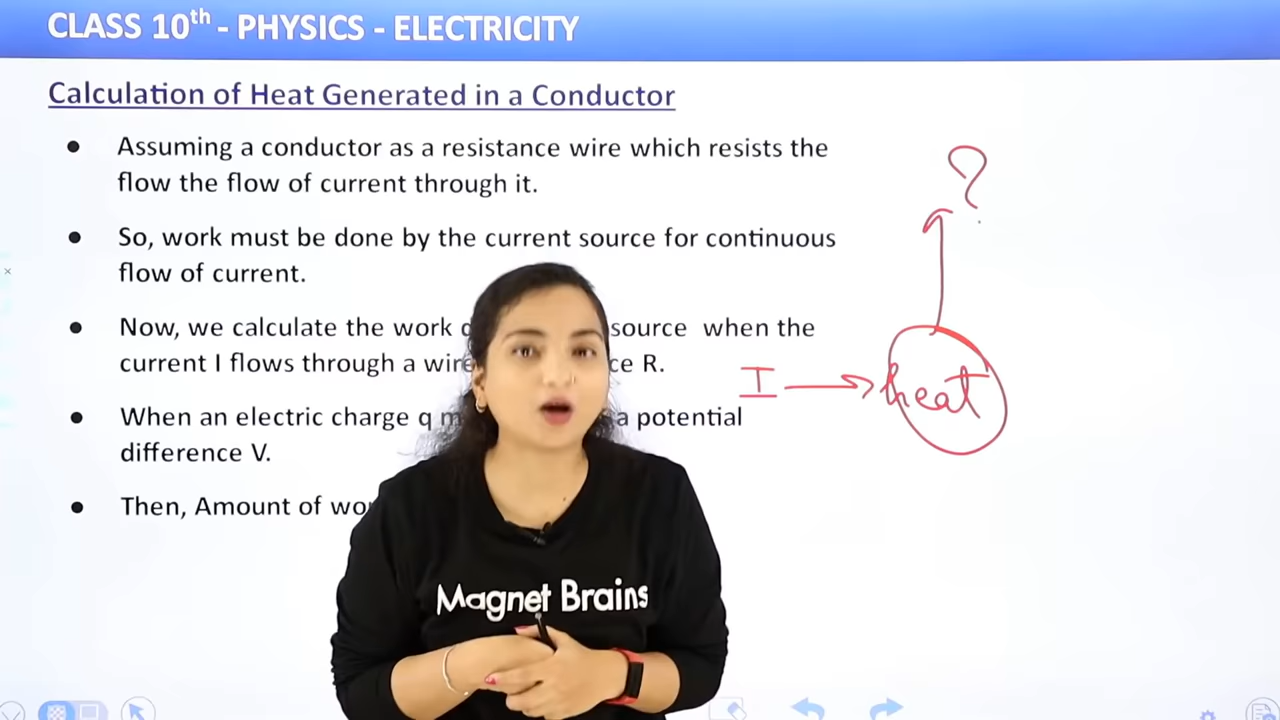 CLASS 10th - PHYSICS - ELECTRICITY
Calculation of Heat Generated in a Conductor
• Assuming a conductor as a resistance wire which resists the
flow the flow of current through it.
• So, work must be done by the current source for continuous
flow of current.
• Now, we calculate the work source when the
current I flows through a R.
• When an electric charge q a potential
difference V.
• Then, Amount of
?
I → heat
Magnet Brains